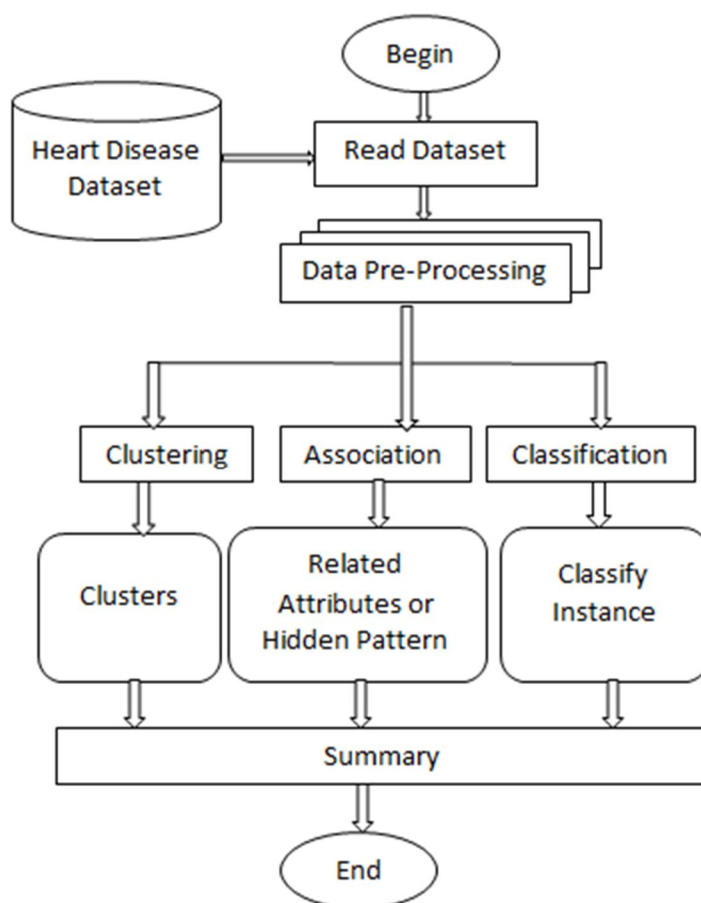 Begin
Heart Disease
Dataset
Read Dataset
Data Pre-Processing
Clustering
Association
Classification
Clusters
Related
Attributes or
Hidden Pattern
Classify
Instance
Summary
End